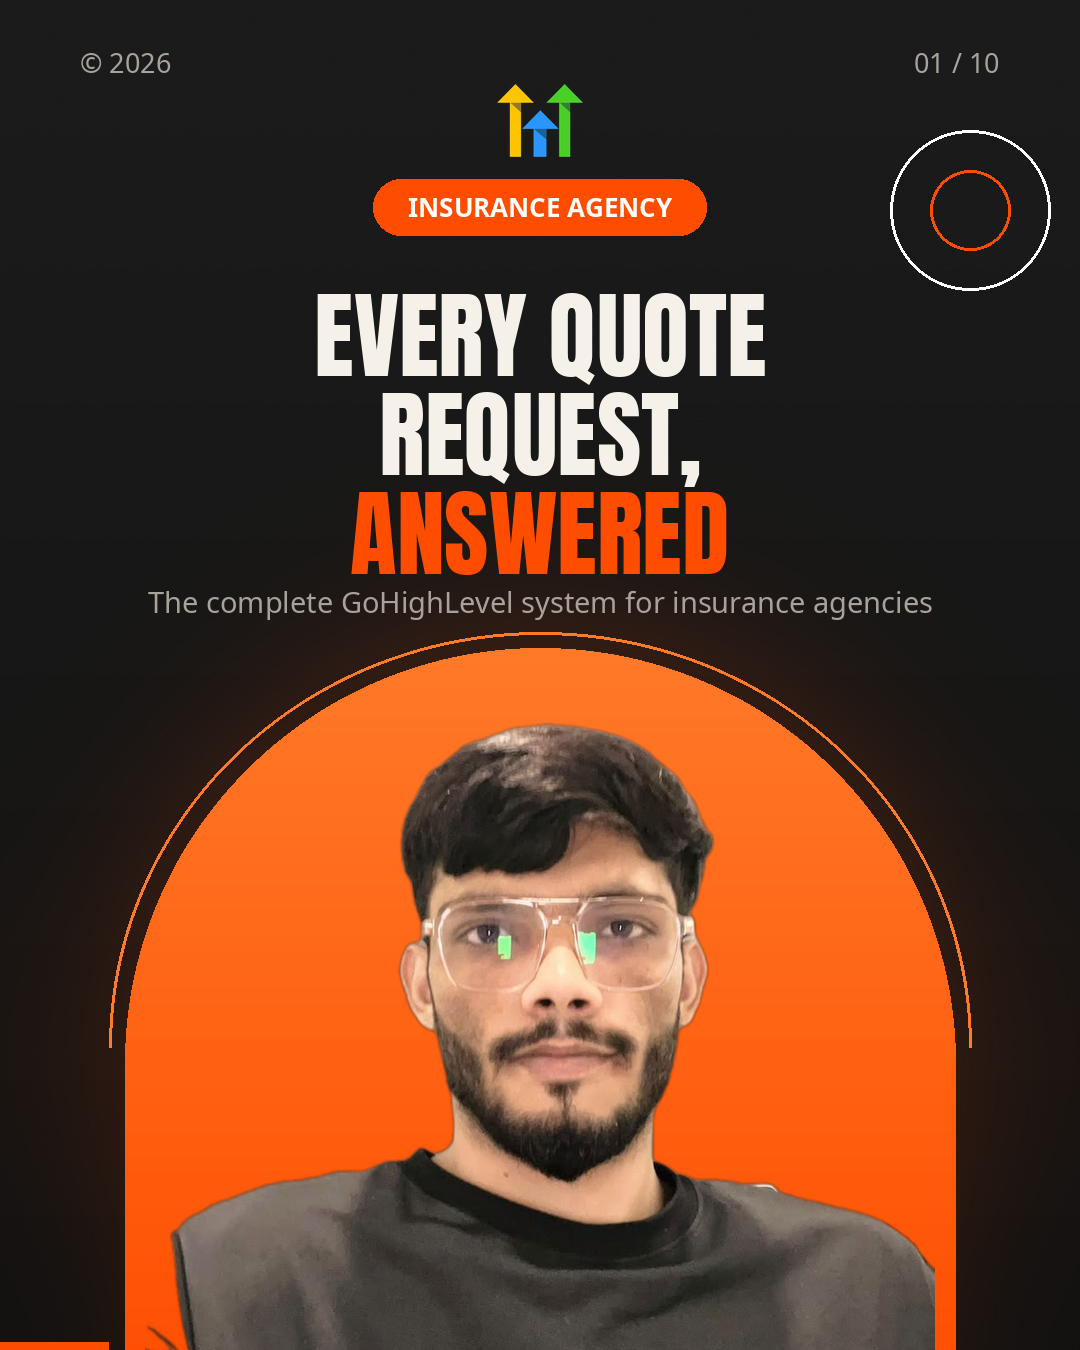 © 2026
01 / 10
INSURANCE AGENCY
EVERY QUOTE
REQUEST,
ANSWERED
The complete GoHighLevel system for insurance agencies